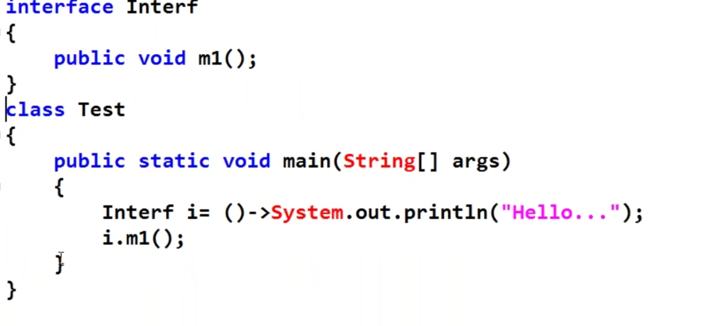 interface Interf
{
    public void m1();
}
class Test
{
    public static void main(String[] args)
    {
        Interf i= ()->System.out.println("Hello...");
        i.m1();
    }
}